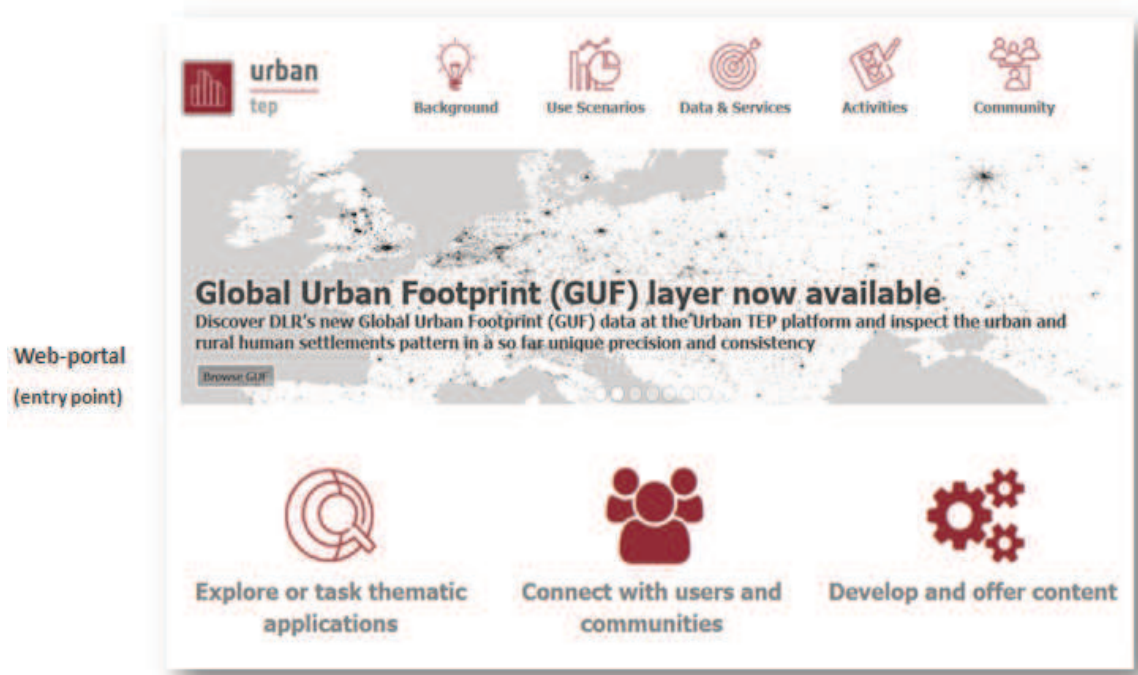 urban
tep
Background
Use Scenarios
Data & Services
Activities
Community
Global Urban Footprint (GUF) layer now available
Discover DLR's new Global Urban Footprint (GUF) data at the Urban TEP platform and inspect the urban and
rural human settlements pattern in a so far unique precision and consistency
Browse GUF
Web-portal
(entry point)
Explore or task thematic
applications
Connect with users and
communities
Develop and offer content